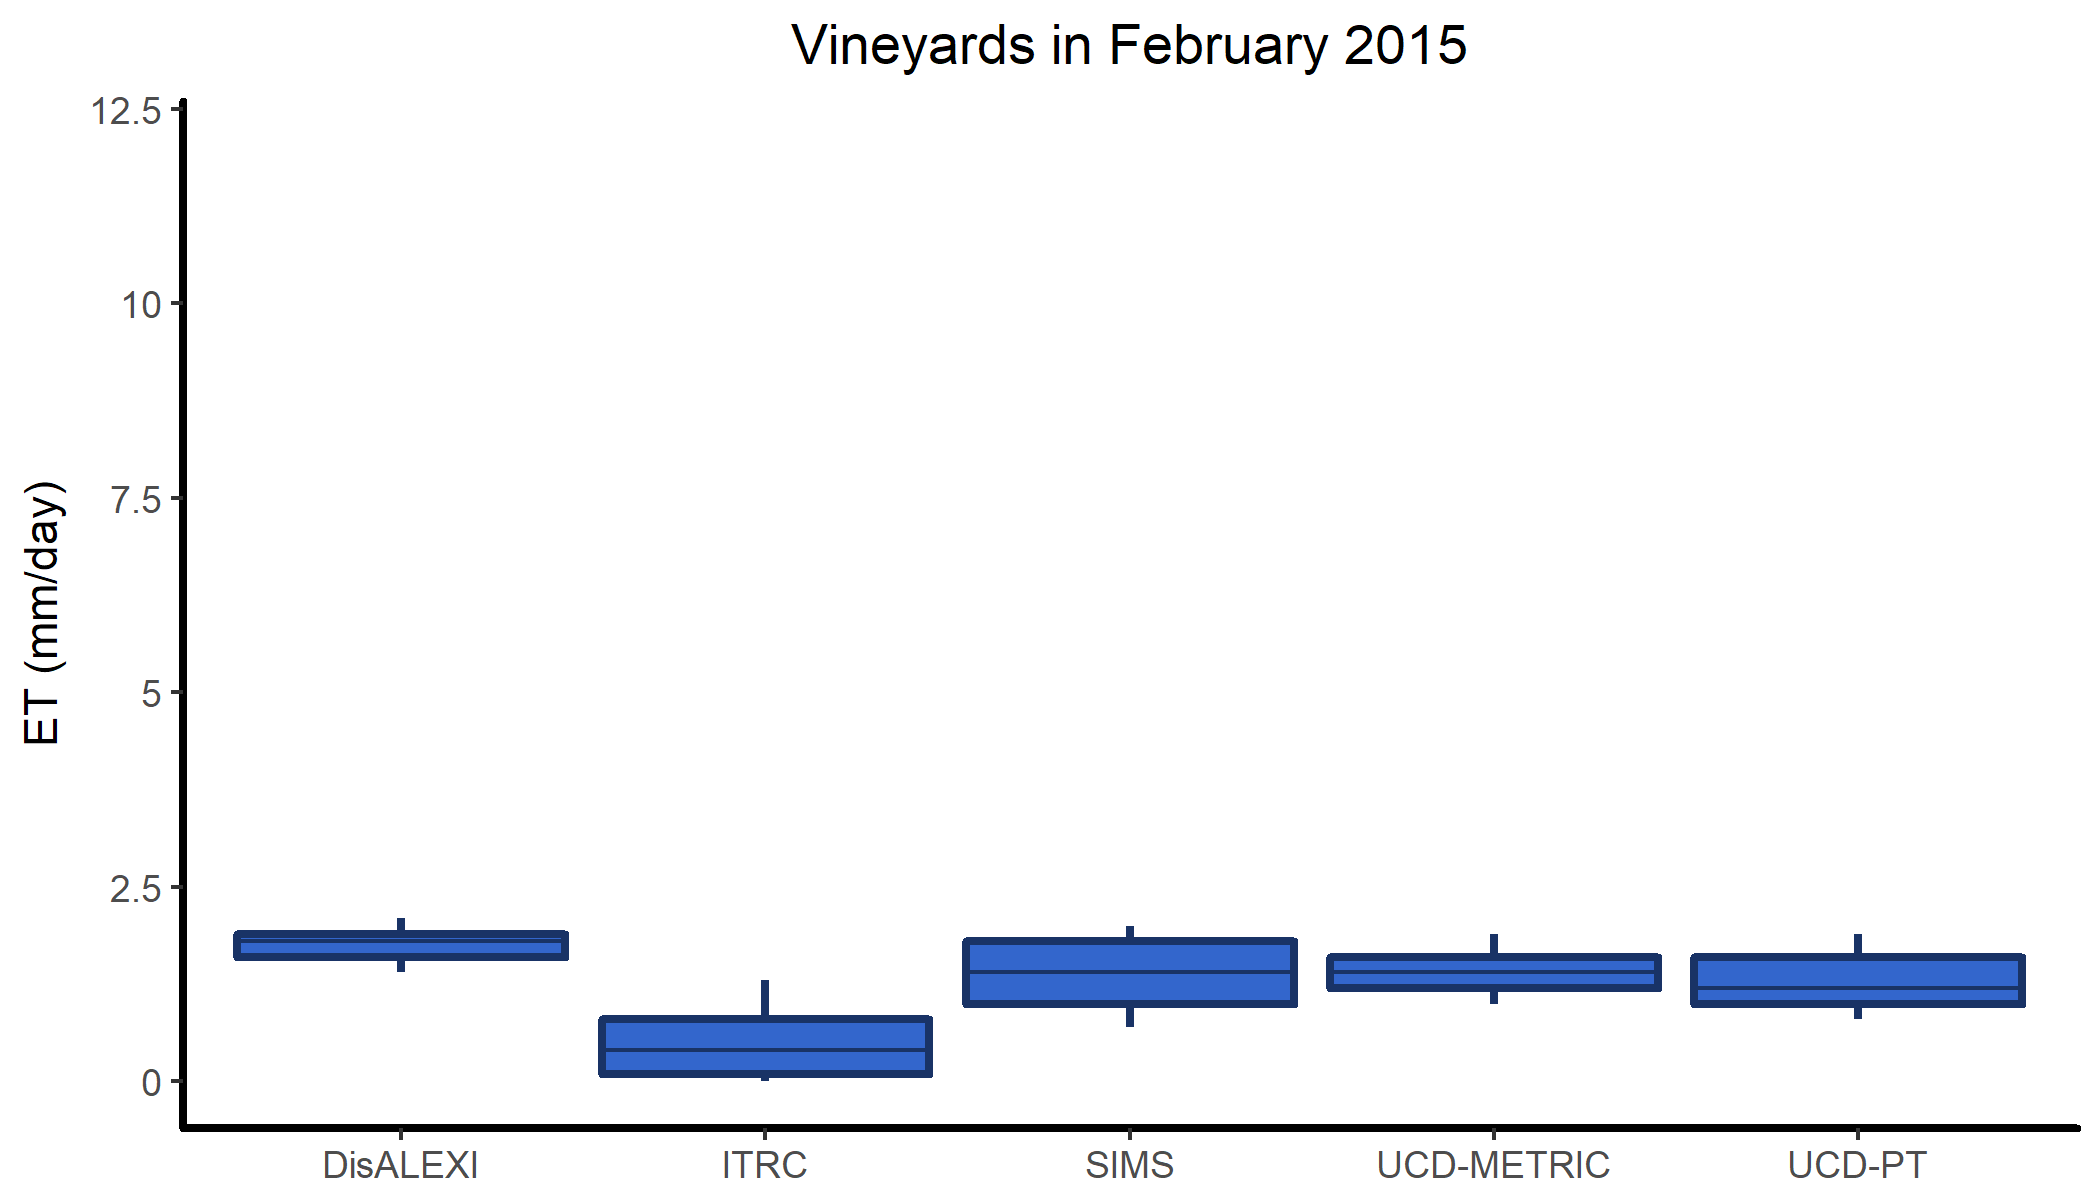 Vineyards in February 2015
ET (mm/day)
12.5
10
7.5
5
2.5
0
DisALEXI
ITRC
SIMS
UCD-METRIC
UCD-PT